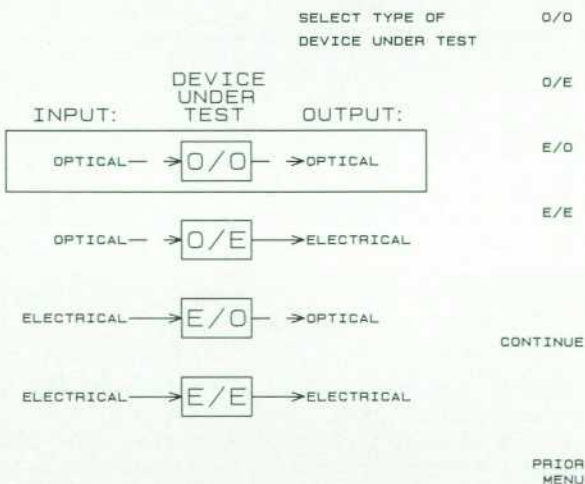 SELECT TYPE OF
DEVICE UNDER TEST
O/O
O/E
E/O
E/E
CONTINUE
PRIOR
MENU
INPUT:
DEVICE
UNDER
TEST
OUTPUT:
OPTICAL O/O OPTICAL
OPTICAL O/E ELECTRICAL
ELECTRICAL E/O OPTICAL
ELECTRICAL E/E ELECTRICAL